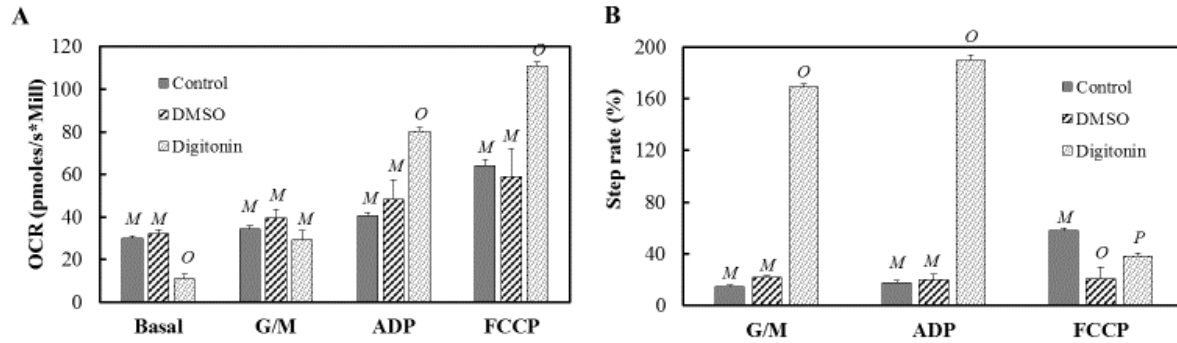 A
OCR (pmoles/s*Mill)
120
100
80
60
40
20
0
Control
DMSO
Digitonin
M M O
M M M
M M O
M M O
Basal G/M ADP FCCP
B
Step rate (%)
200
160
120
80
40
0
Control
DMSO
Digitonin
M M O
M M O
M O P
G/M ADP FCCP